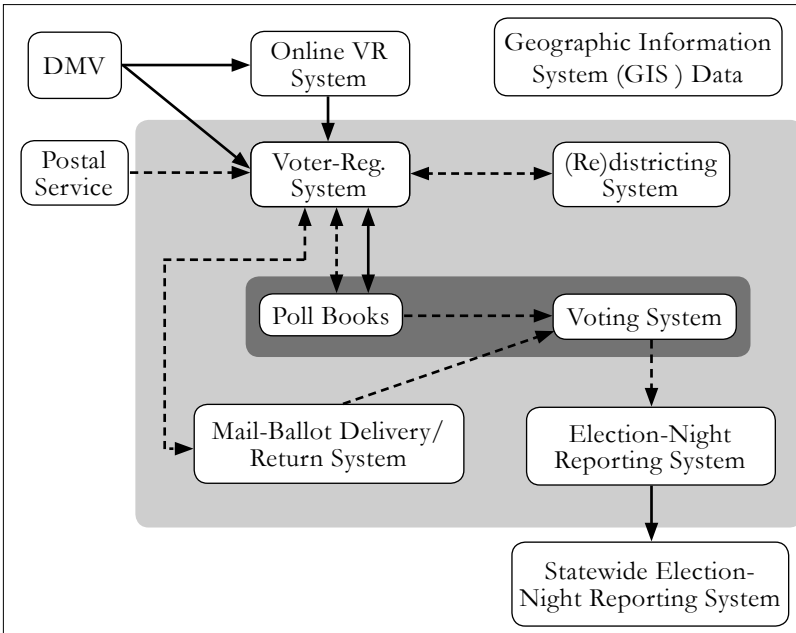 DMV
Online VR
System
Geographic Information
System (GIS ) Data
Postal
Service
Voter-Reg.
System
(Re)districting
System
Poll Books
Voting System
Mail-Ballot Delivery/
Return System
Election-Night
Reporting System
Statewide Election-
Night Reporting System